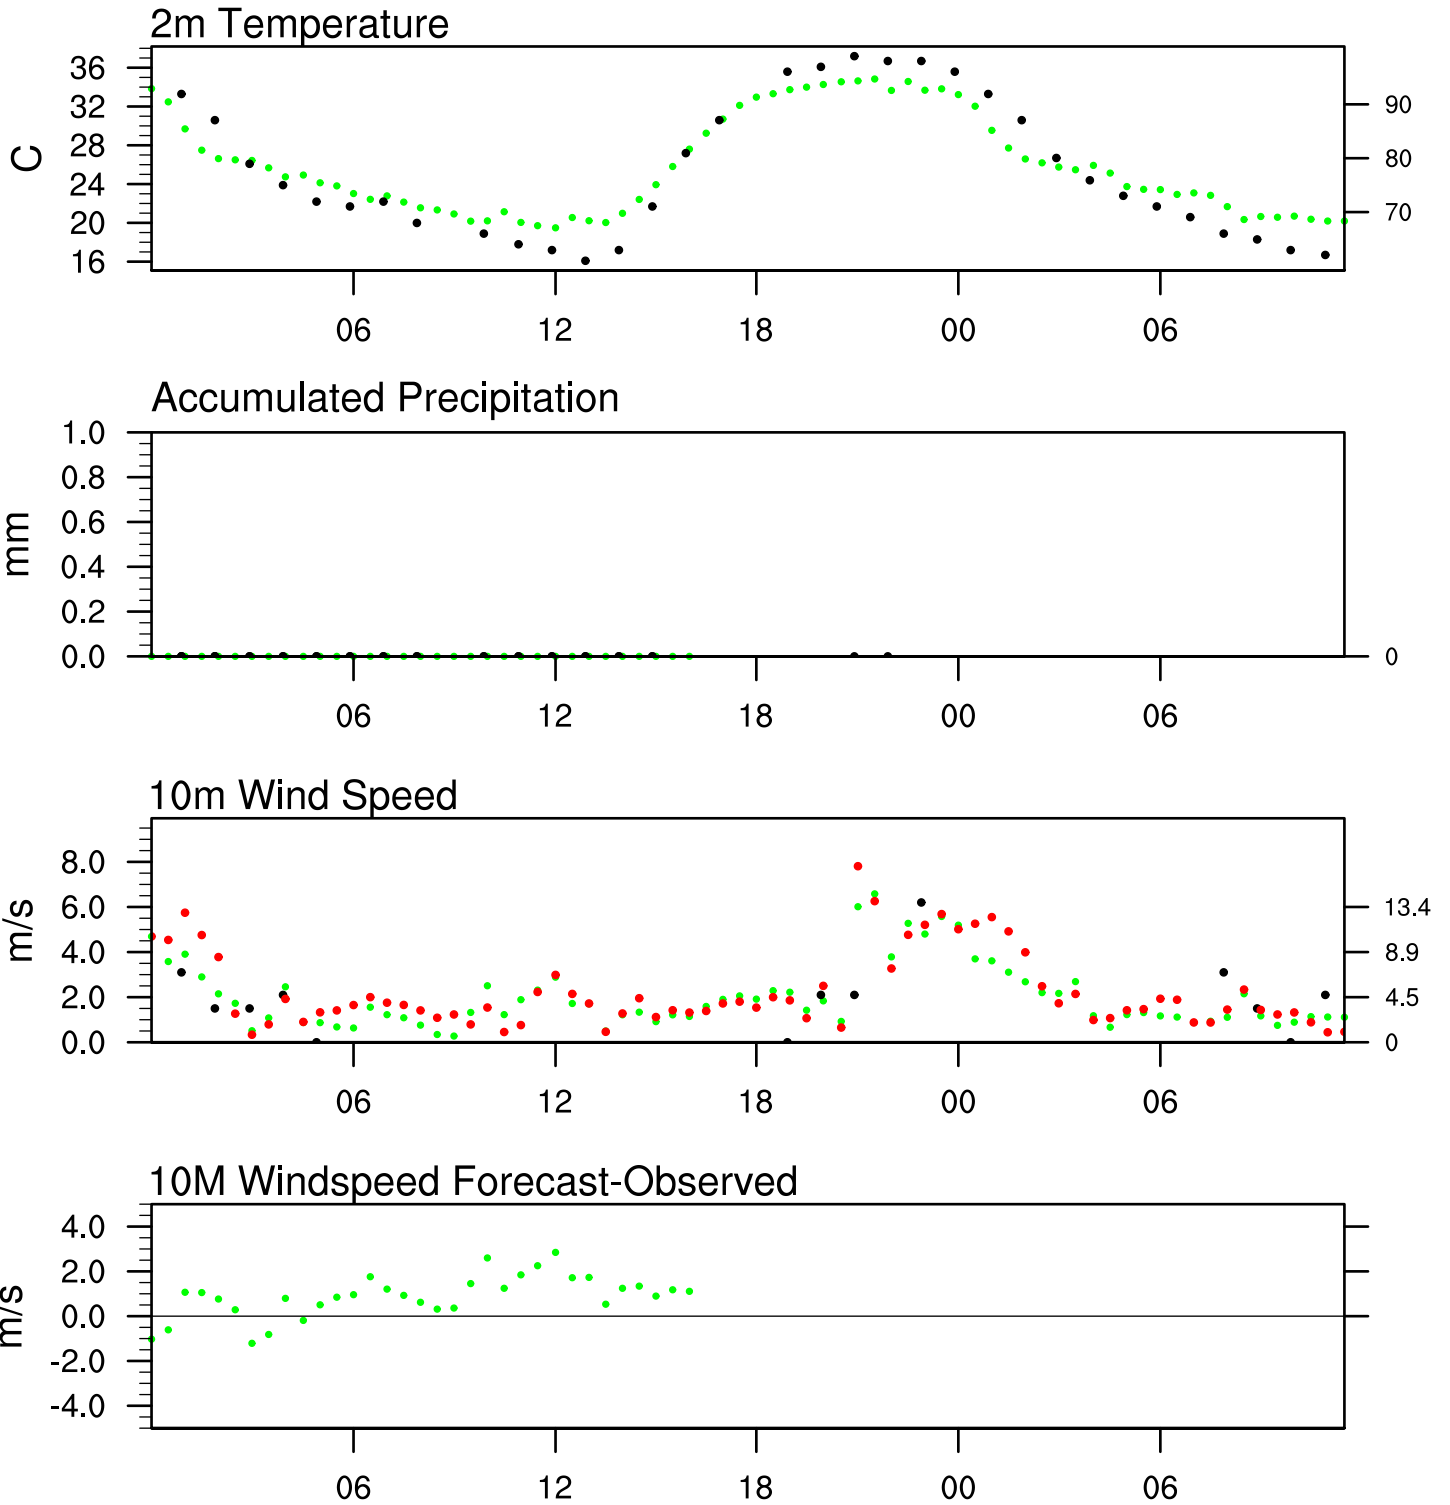 2m Temperature
36
32
28
24
20
16
C
90
80
70
06 12 18 00 06
Accumulated Precipitation
1.0
0.8
0.6
0.4
0.2
0.0
mm
0
06 12 18 00 06
10m Wind Speed
8.0
6.0
4.0
2.0
0.0
m/s
13.4
8.9
4.5
0
06 12 18 00 06
10M Windspeed Forecast-Observed
4.0
2.0
0.0
-2.0
-4.0
m/s
06 12 18 00 06